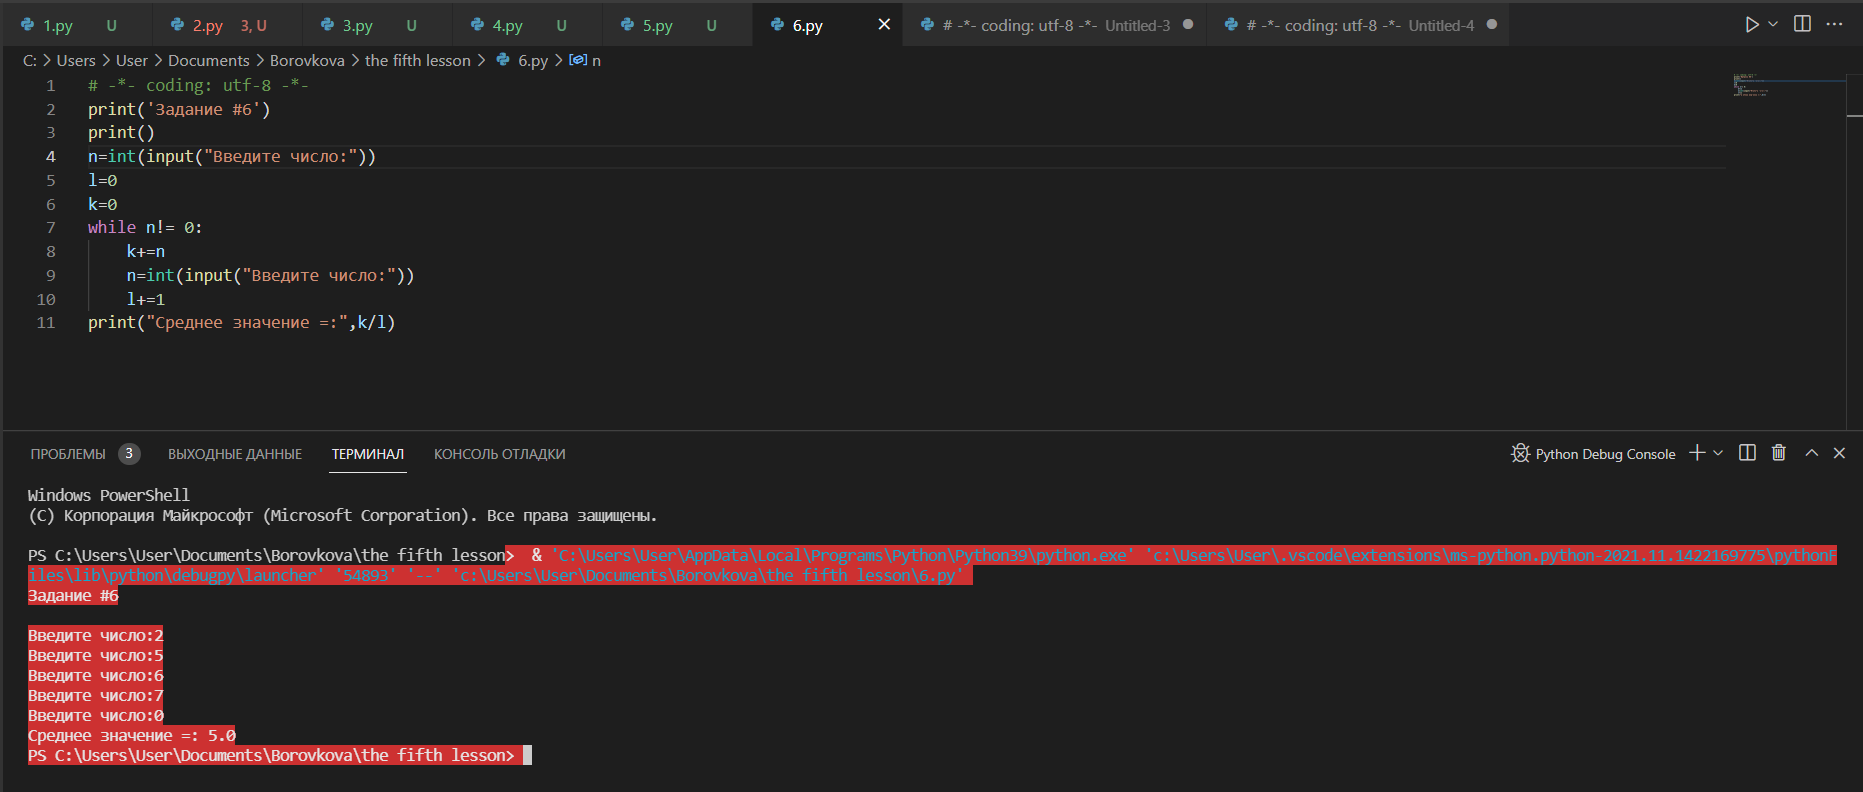 1.py U 2.py 3, U 3.py U 4.py U 5.py U 6.py # -*- coding: utf-8 -*- Untitled-3 # -*- coding: utf-8 -*- Untitled-4
C: > Users > User > Documents > Borovkova > the fifth lesson > 6.py > n
1 # -*- coding: utf-8 -*-
2 print('Задание #6')
3 print()
4 n=int(input("Введите число:"))
5 l=0
6 k=0
7 while n!= 0:
8 k+=n
9 n=int(input("Введите число:"))
10 l+=1
11 print("Среднее значение =:",k/l)
ПРОБЛЕМЫ 3 ВЫХОДНЫЕ ДАННЫЕ ТЕРМИНАЛ КОНСОЛЬ ОТЛАДКИ Python Debug Console
Windows PowerShell
(C) Корпорация Майкрософт (Microsoft Corporation). Все права защищены.
PS C:\Users\User\Documents\Borovkova\the fifth lesson>  & 'C:\Users\User\AppData\Local\Programs\Python\Python39\python.exe' 'c:\Users\User\.vscode\extensions\ms-python.python-2021.11.1422169775\pythonF
iles\lib\python\debugpy\launcher' '54893' '--' 'c:\Users\User\Documents\Borovkova\the fifth lesson\6.py'
Задание #6
Введите число:2
Введите число:5
Введите число:6
Введите число:7
Введите число:0
Среднее значение =: 5.0
PS C:\Users\User\Documents\Borovkova\the fifth lesson>